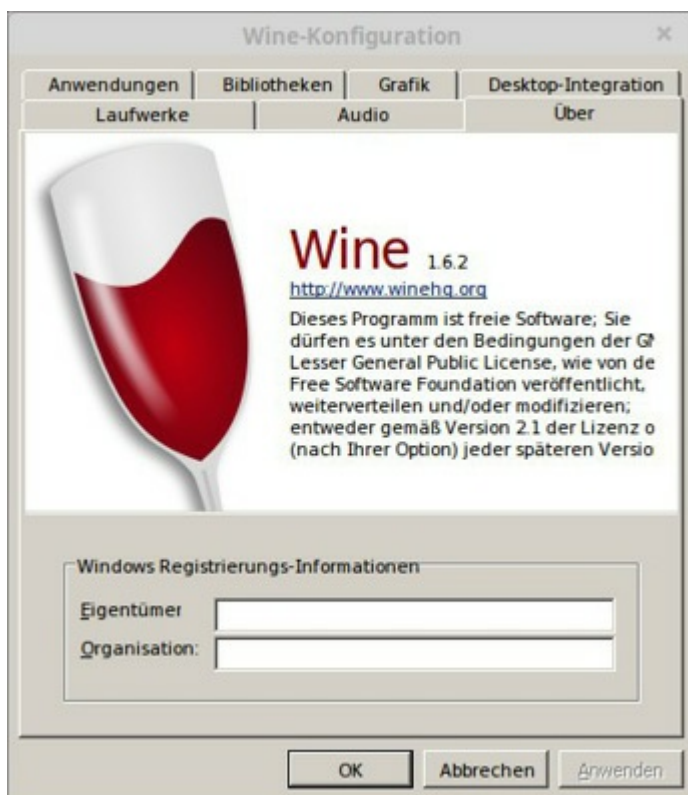 Wine-Konfiguration
Anwendungen Bibliotheken Grafik Desktop-Integration
Laufwerke Audio Über
Wine 1.6.2
http://www.winehq.org
Dieses Programm ist freie Software; Sie
dürfen es unter den Bedingungen der
Lesser General Public License, wie von de
Free Software Foundation veröffentlicht,
weiterverteilen und/oder modifizieren;
entweder gemäß Version 2.1 der Lizenz o
(nach Ihrer Option) jeder späteren Versio
Windows Registrierungs-Informationen
Eigentümer
Organisation:
OK Abbrechen Anwenden